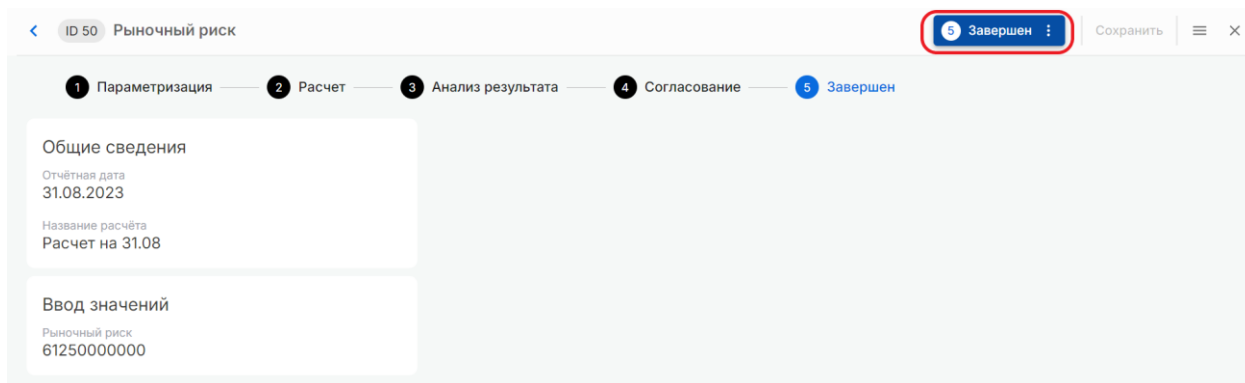 ID 50 Рыночный риск 5 Завершен Сохранить
1 Параметризация 2 Расчет 3 Анализ результата 4 Согласование 5 Завершен
Общие сведения
Отчётная дата
31.08.2023
Название расчёта
Расчет на 31.08
Ввод значений
Рыночный риск
61250000000